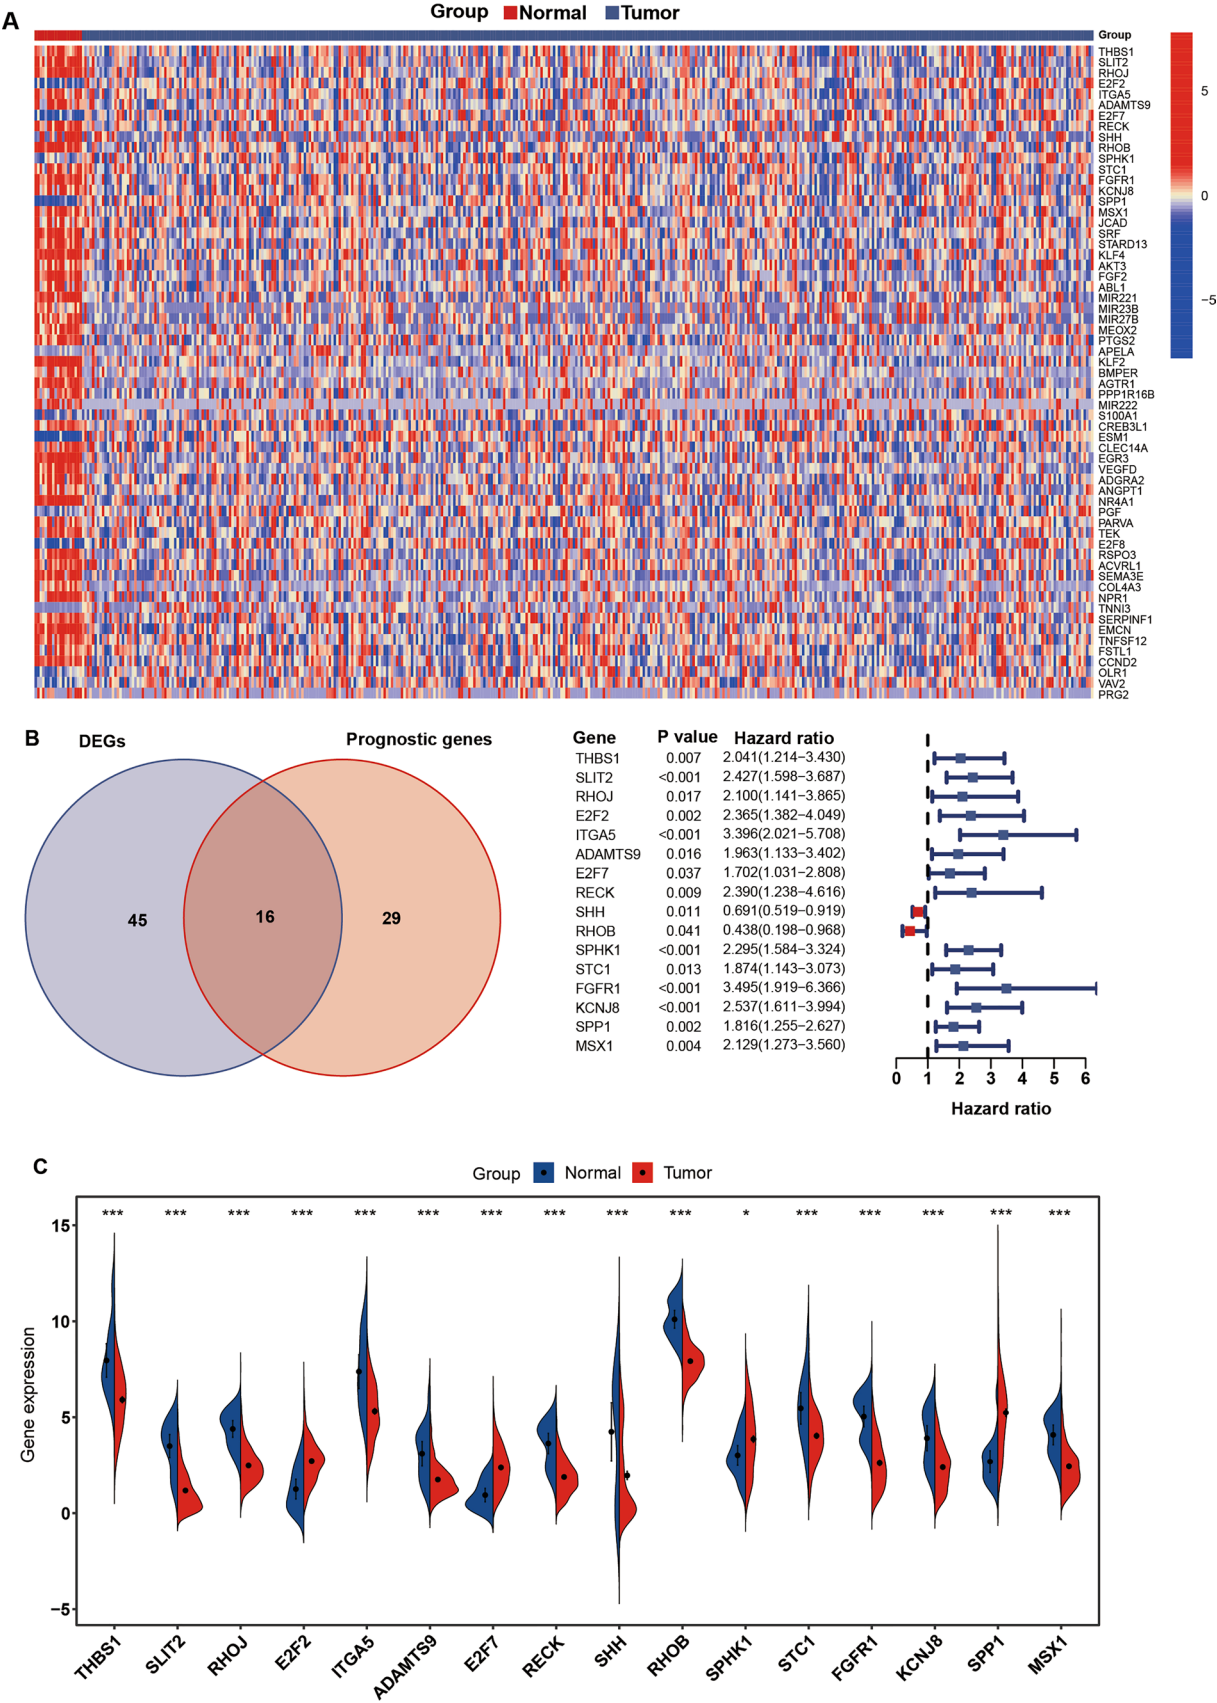 A
Group Normal Tumor
Group
THBS1
SLIT2
RHOJ
E2F2
ITGA5
ADAMTS9
E2F7
RECK
SHH
RHOB
SPHK1
STC1
FGFR1
KCNJ8
SPP1
MSX1
JCAD
SRF
STARD13
KLF4
AKT3
FGF2
ABL1
MIR221
MIR23B
MIR27B
MEOX2
PTGS2
APELA
KLF2
BMPER
AGTR1
PPP1R16B
MIR222
S100A1
CREB3L1
ESM1
CLEC14A
EGR3
VEGFD
ADGRA2
ANGPT1
NR4A1
PGF
PARVA
TEK
E2F8
RSPO3
ACVRL1
SEMA3E
COL4A3
NPR1
TNNI3
SERPINF1
EMCN
TNFSF12
FSTL1
CCND2
OLR1
VAV2
PRG2
5
0
−5
B
DEGs
Prognostic genes
45
16
29
Gene P value Hazard ratio
THBS1 0.007 2.041(1.214−3.430)
SLIT2 <0.001 2.427(1.598−3.687)
RHOJ 0.017 2.100(1.141−3.865)
E2F2 0.002 2.365(1.382−4.049)
ITGA5 <0.001 3.396(2.021−5.708)
ADAMTS9 0.016 1.963(1.133−3.402)
E2F7 0.037 1.702(1.031−2.808)
RECK 0.009 2.390(1.238−4.616)
SHH 0.011 0.691(0.519−0.919)
RHOB 0.041 0.438(0.198−0.968)
SPHK1 <0.001 2.295(1.584−3.324)
STC1 0.013 1.874(1.143−3.073)
FGFR1 <0.001 3.495(1.919−6.366)
KCNJ8 <0.001 2.537(1.611−3.994)
SPP1 0.002 1.816(1.255−2.627)
MSX1 0.004 2.129(1.273−3.560)
0 1 2 3 4 5 6
Hazard ratio
C
Group Normal Tumor
*** *** *** *** *** *** *** *** *** *** * *** *** *** *** ***
15
10
5
0
−5
Gene expression
THBS1 SLIT2 RHOJ E2F2 ITGA5 ADAMTS9 E2F7 RECK SHH RHOB SPHK1 STC1 FGFR1 KCNJ8 SPP1 MSX1